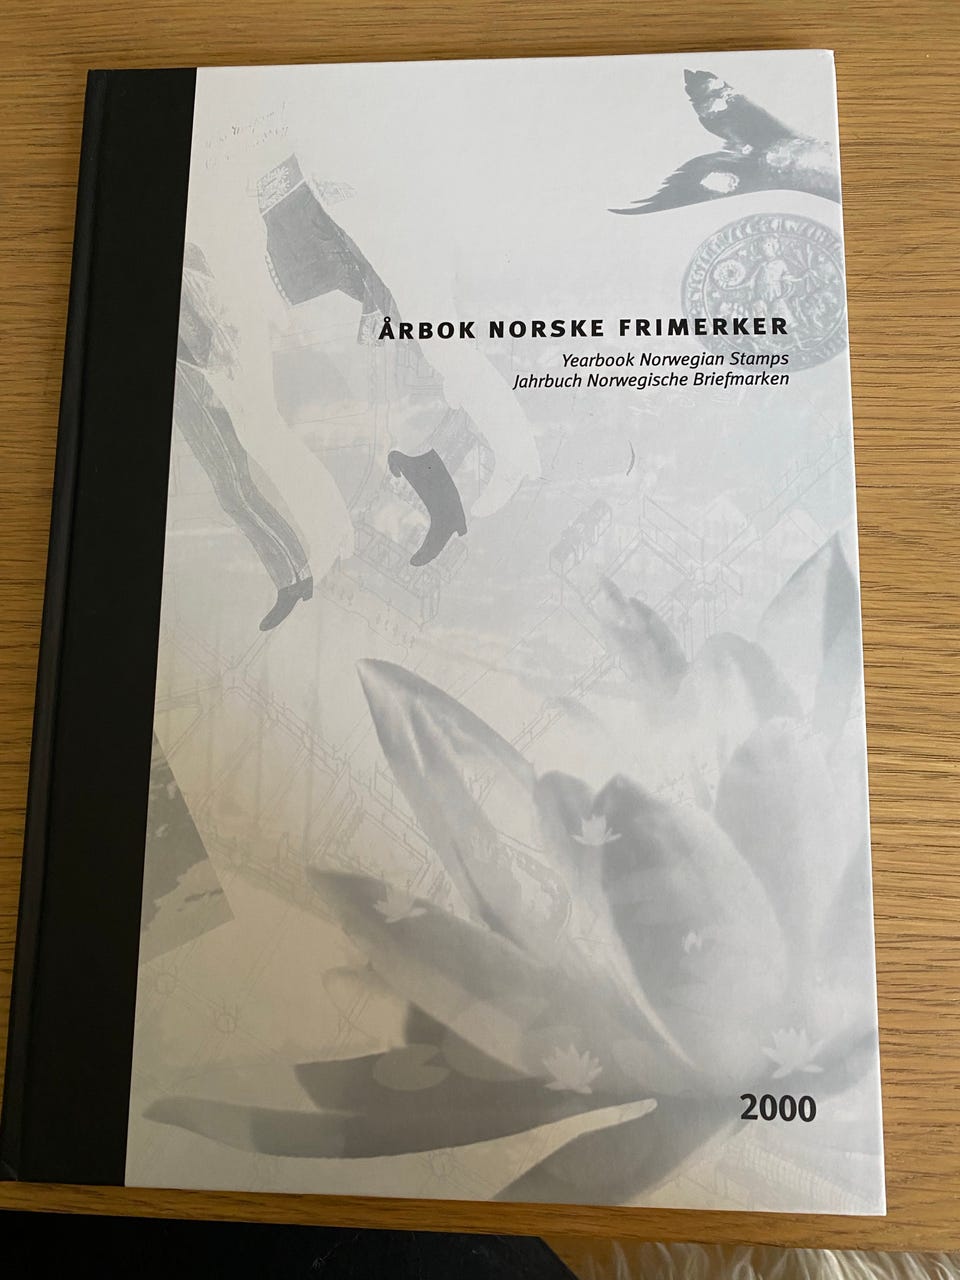 ÅRBOK NORSKE FRIMERKER
Yearbook Norwegian Stamps
Jahrbuch Norwegische Briefmarken
2000